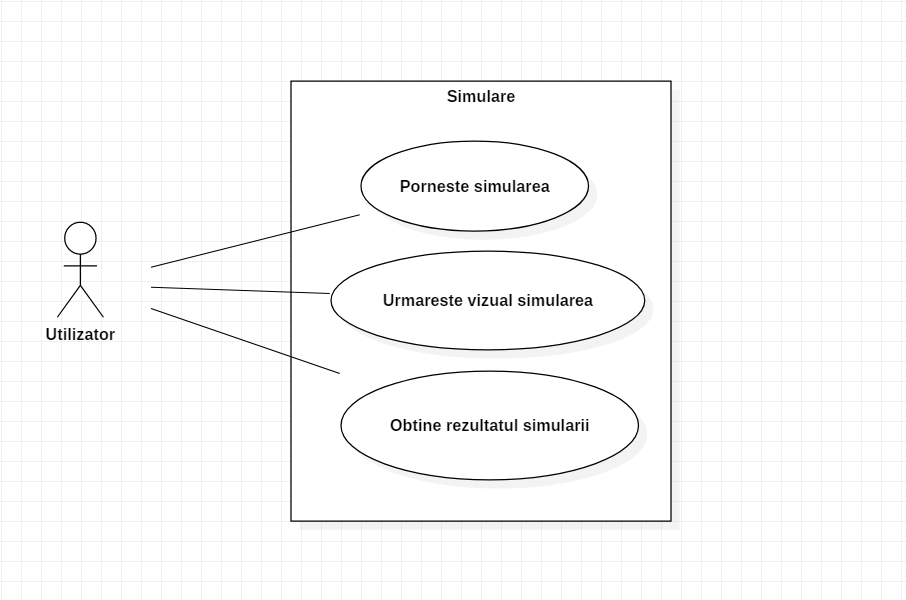 Simulare
Porneste simularea
Urmareste vizual simularea
Utilizator
Obtine rezultatul simularii